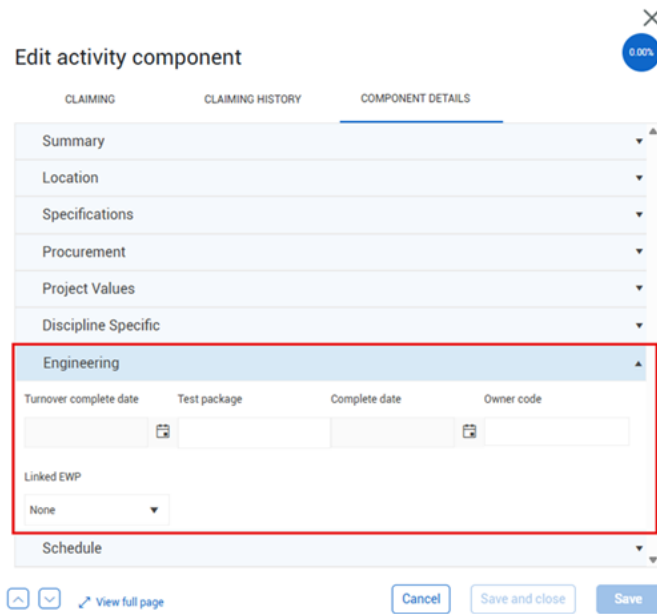 Edit activity component
0.00%
CLAIMING CLAIMING HISTORY COMPONENT DETAILS
Summary
Location
Specifications
Procurement
Project Values
Discipline Specific
Engineering
Turnover complete date Test package Complete date Owner code
Linked EWP
None
Schedule
View full page Cancel Save and close Save